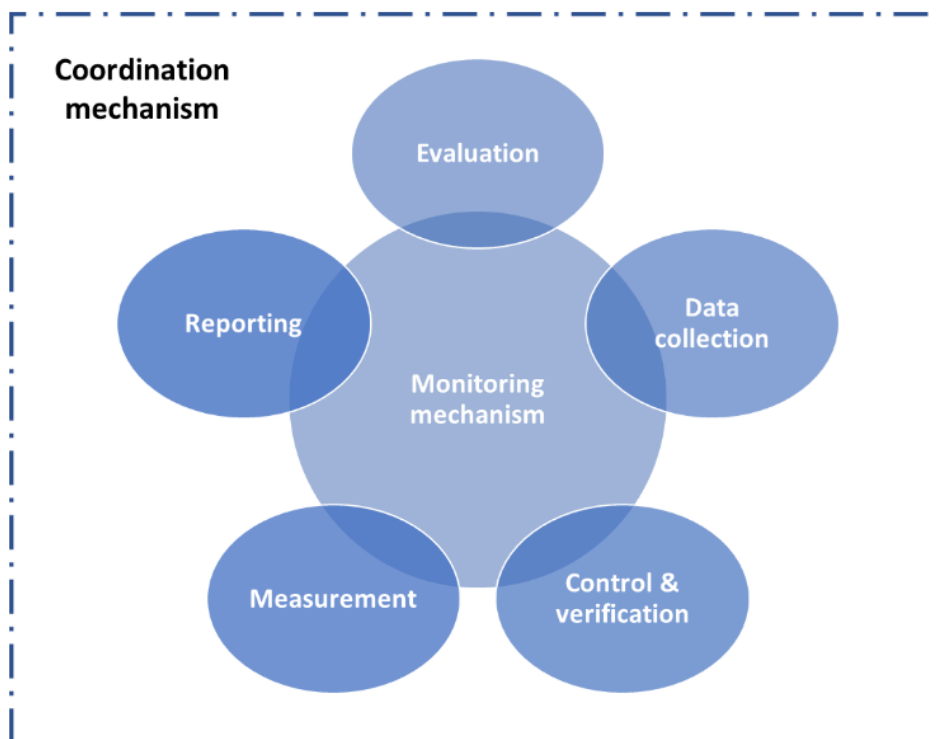 Coordination
mechanism
Evaluation
Reporting
Data
collection
Monitoring
mechanism
Measurement
Control &
verification